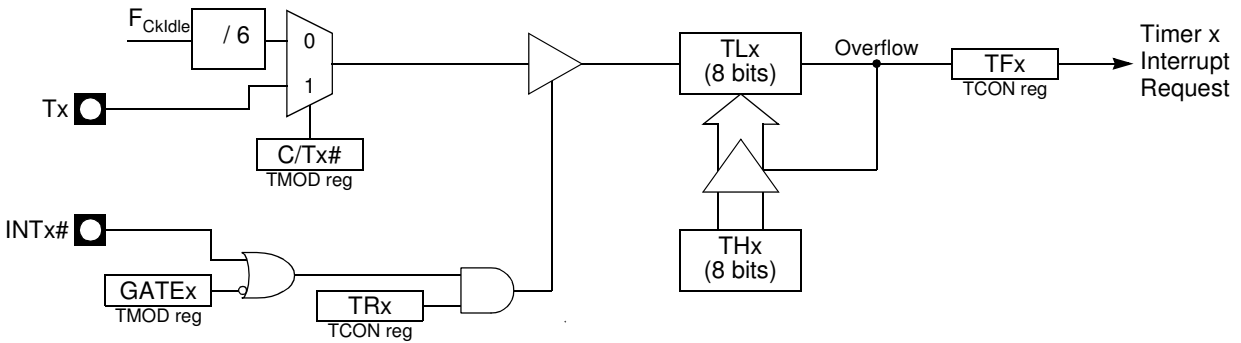 F CkIdle
/ 6
0
1
Tx
C/Tx#
TMOD reg
INTx#
GATEx
TMOD reg
TRx
TCON reg
TLx
(8 bits)
THx
(8 bits)
Overflow
TFx
TCON reg
Timer x
Interrupt
Request